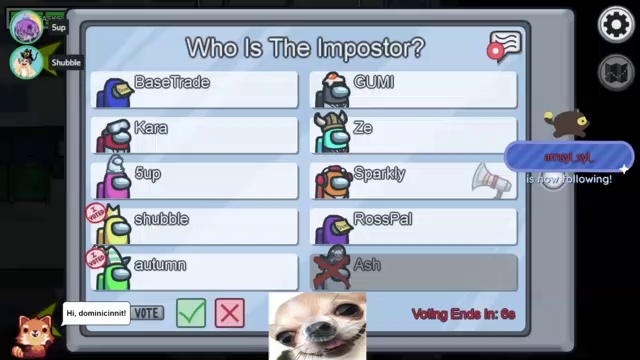 5up
Shubble
Who Is The Impostor?
BaseTrade
GUMI
Kara
Ze
5up
Sparkly
I VOTED
shubble
RossPal
I VOTED
autumn
Ash
is now following!
Hi, dominicinnit!
VOTE
Voting Ends In: 6s